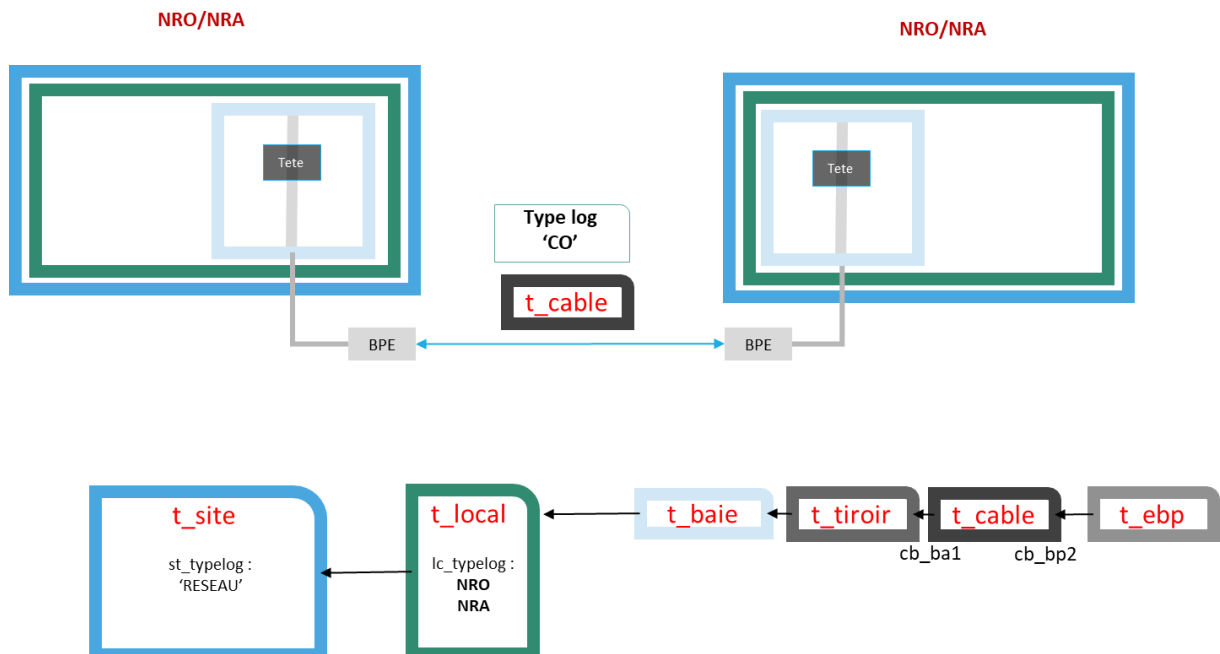 NRO/NRA
NRO/NRA
Tete
Tete
Type log
‘CO’
t_cable
BPE
BPE
t_site
st_typelog :
‘RESEAU’
t_local
lc_typelog :
NRO
NRA
t_baie
t_tiroir
t_cable
t_ebp
cb_ba1
cb_bp2